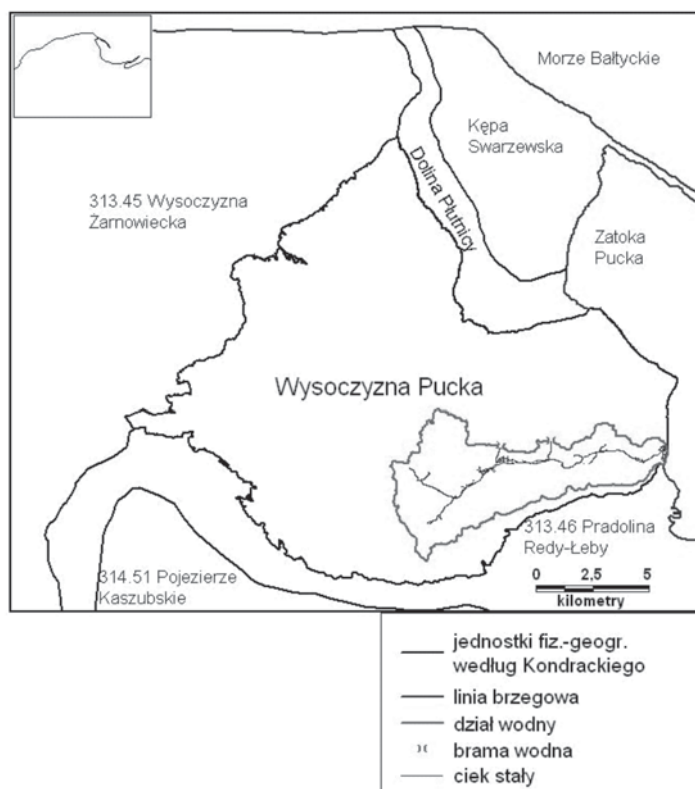 Morze Bałtyckie
Kępa
Swarzewska
Dolina Płutnicy
313.45 Wysoczyzna
Żarnowiecka
Zatoka
Pucka
Wysoczyzna Pucka
313.46 Pradolina
Redy-Łeby
314.51 Pojezierze
Kaszubskie
0 2,5 5
kilometry
jednostki fiz.-geogr.
według Kondrackiego
linia brzegowa
dział wodny
brama wodna
ciek stały